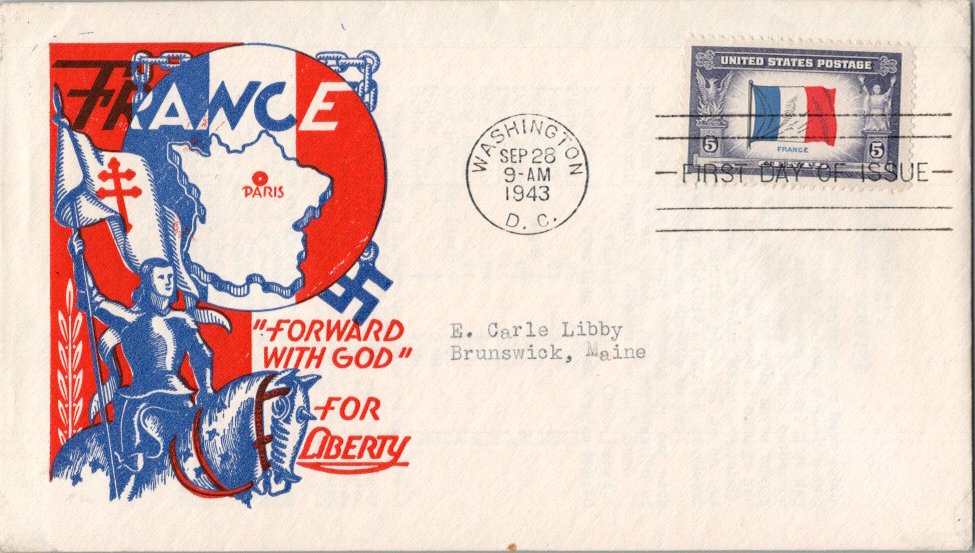 FRANCE
PARIS
"FORWARD
WITH GOD"
FOR
LIBERTY
WASHINGTON
SEP 28
9-AM
1943
D. C.
UNITED STATES POSTAGE
FRANCE
5 CENTS 5
FIRST DAY OF ISSUE
E. Carle Libby
Brunswick, Maine